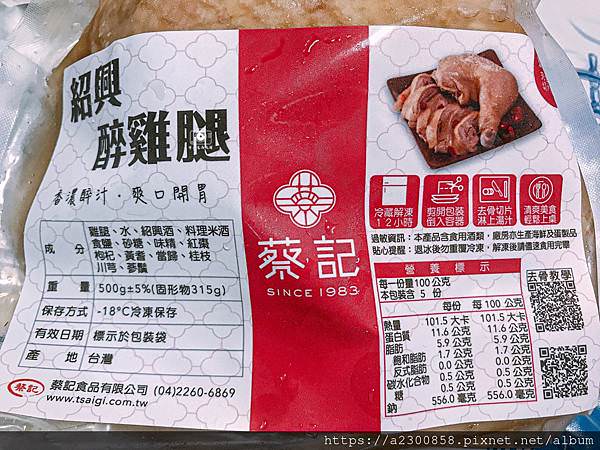 紹興
醉雞腿
香濃醉汁．爽口開胃
成 分
雞腿、水、紹興酒、料理米酒
食鹽、砂糖、味精、紅棗
枸杞、黃耆、當歸、桂枝
川芎、蔘鬚
重 量 500g±5%(固形物315g)
保存方式 -18°C冷凍保存
有效日期 標示於包裝袋
產 地 台灣
蔡記 蔡記食品有限公司 (04)2260-6869
www.tsaigi.com.tw
蔡記
SINCE 1983
冷藏解凍
12小時
剪開包裝
倒入容器
去骨切片
淋上湯汁
清爽美食
輕鬆上桌
過敏資訊：本產品含食用酒類，廠房亦生產海鮮及蛋製品
貼心提醒：退冰後勿重覆冷凍，解凍後請儘速食用完畢
營養標示
每一份量100公克
本包裝含 5 份
每份 每 100 公克
熱量 101.5 大卡 101.5 大卡
蛋白質 11.6 公克 11.6 公克
脂肪 5.9 公克 5.9 公克
飽和脂肪 1.7 公克 1.7 公克
反式脂肪 0.0 公克 0.0 公克
碳水化合物 0.5 公克 0.5 公克
糖 0.5 公克 0.5 公克
鈉 556.0 毫克 556.0 毫克
去骨教學
https://a2300858.pixnet.net/album